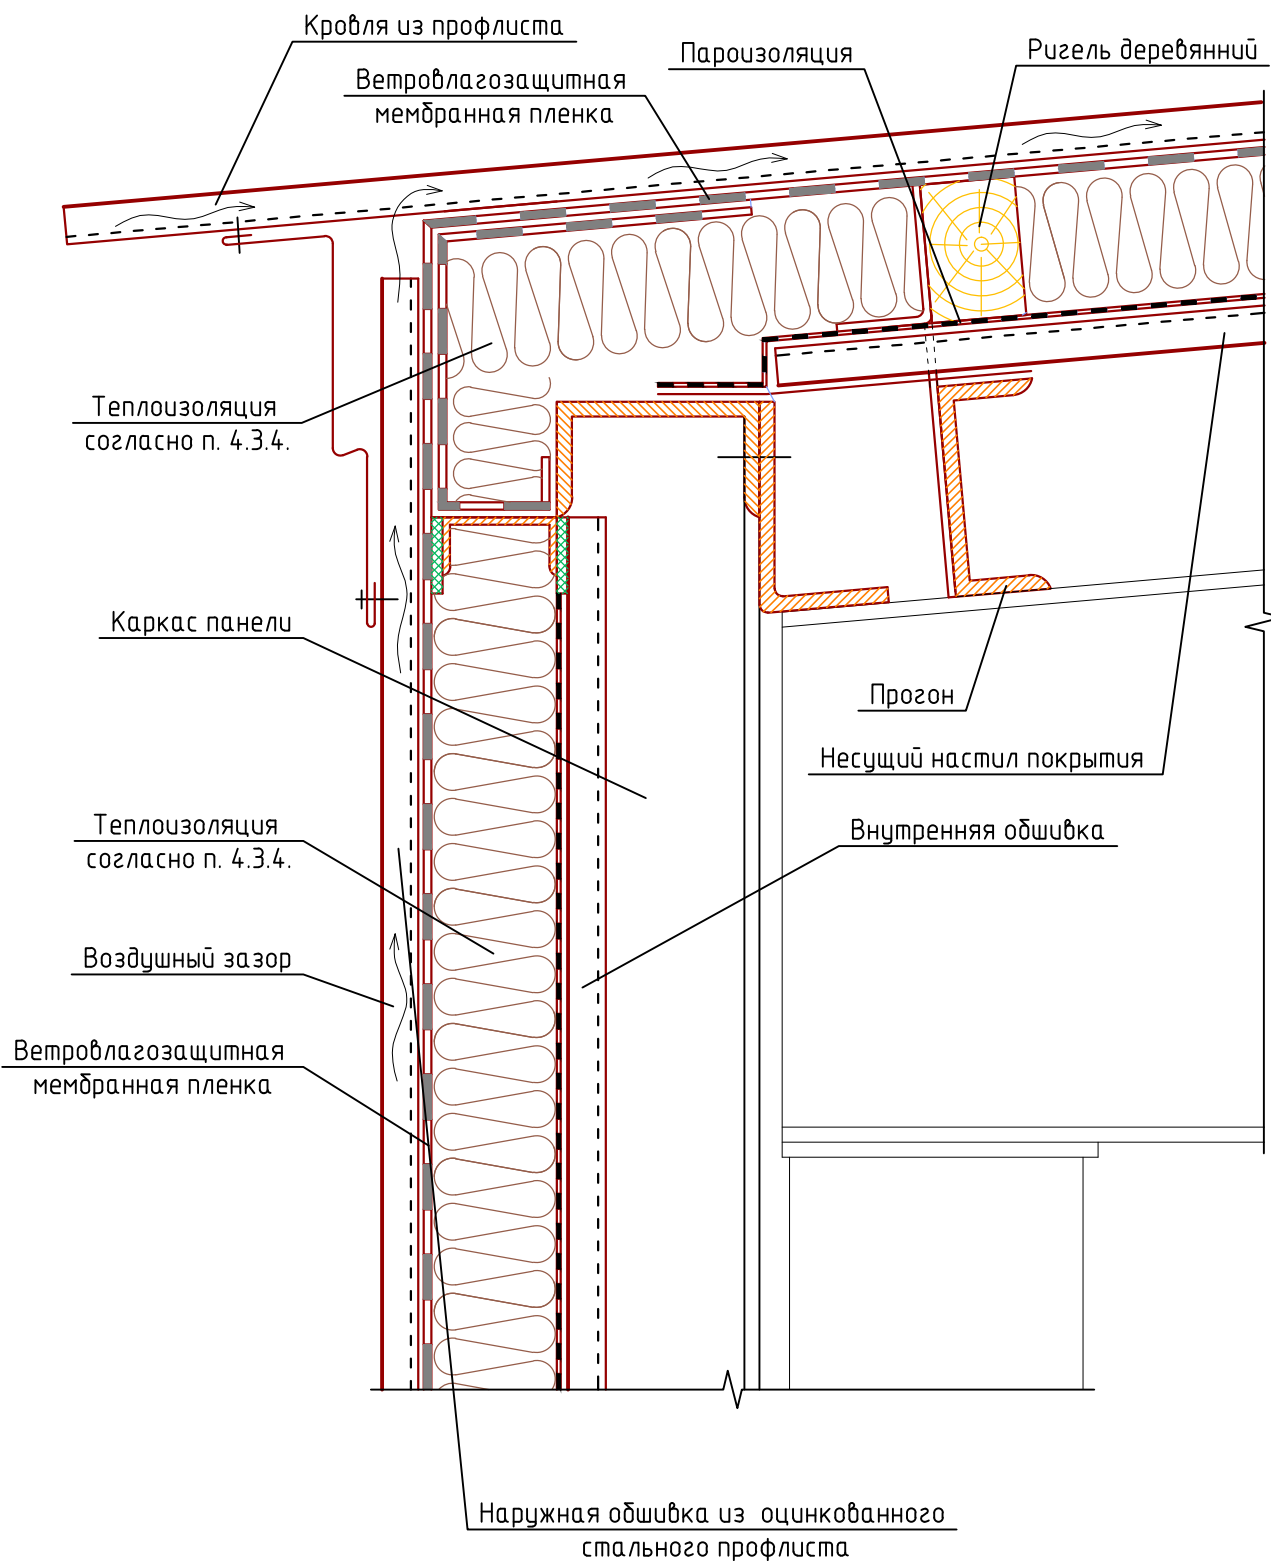 Кровля из профлиста
Ветровлагозащитная
мембранная пленка
Пароизоляция
Ригель деревянний
Теплоизоляция
согласно п. 4.3.4.
Каркас панели
Прогон
Несущий настил покрытия
Внутренняя обшивка
Теплоизоляция
согласно п. 4.3.4.
Воздушный зазор
Ветровлагозащитная
мембранная пленка
Наружная обшивка из оцинкованного
стального профлиста